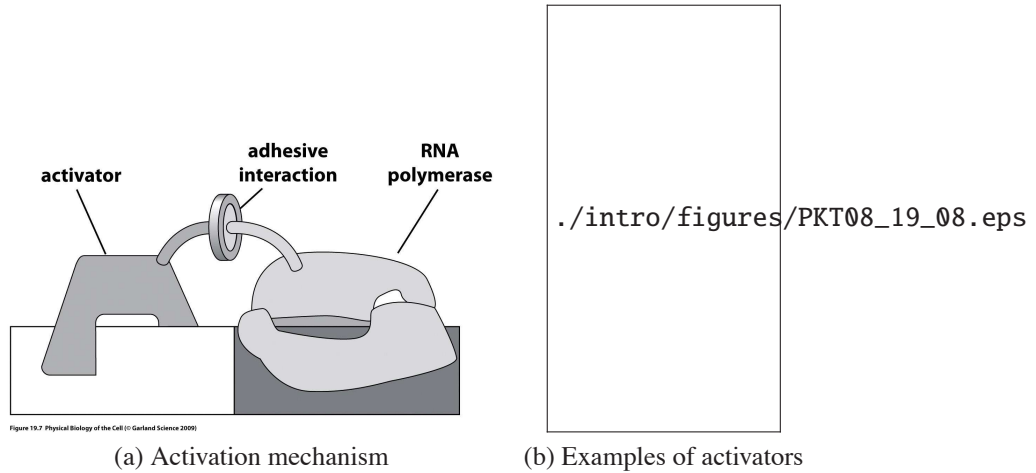 activator
adhesive
interaction
RNA
polymerase
Figure 19.7 Physical Biology of the Cell (© Garland Science 2009)
(a) Activation mechanism
./intro/figures/PKT08_19_08.eps
(b) Examples of activators